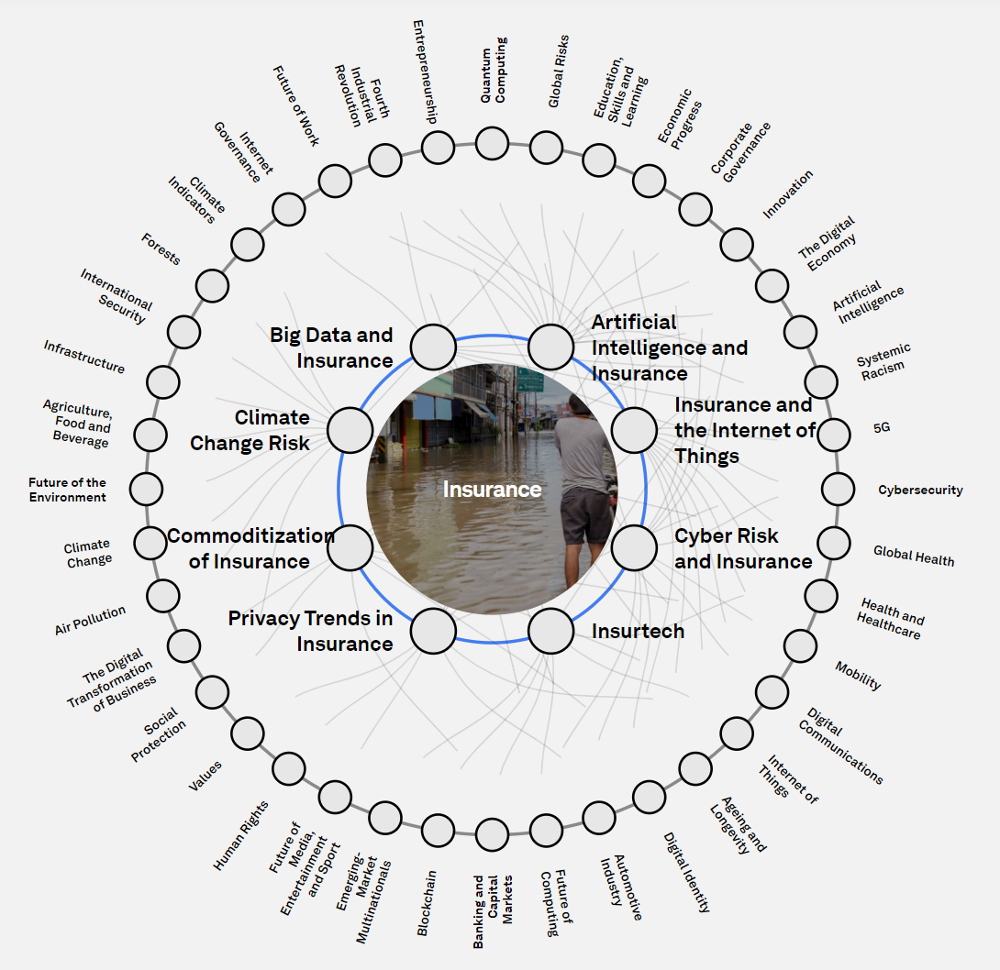 Quantum
Computing
Global Risks
Education,
Skills and
Learning
Economic
Progress
Corporate
Governance
Innovation
The Digital
Economy
Artificial
Intelligence
Systemic
Racism
5G
Cybersecurity
Global Health
Health and
Healthcare
Mobility
Digital
Communications
Internet of
Things
Ageing and
Longevity
Digital Identity
Automotive
Industry
Future of
Computing
Banking and
Capital
Markets
Blockchain
Emerging-
Market
Multinationals
Future of
Media,
Entertainment
and Sport
Human Rights
Values
Social
Protection
The Digital
Transformation
of Business
Air Pollution
Climate
Change
Future of the
Environment
Agriculture,
Food and
Beverage
Infrastructure
International
Security
Forests
Climate
Indicators
Internet
Governance
Future of Work
Fourth
Industrial
Revolution
Entrepreneurship
Artificial
Intelligence and
Insurance
Insurance and
the Internet of
Things
Cyber Risk
and Insurance
Insurtech
Privacy Trends in
Insurance
Commoditization
of Insurance
Climate
Change Risk
Big Data and
Insurance
Insurance